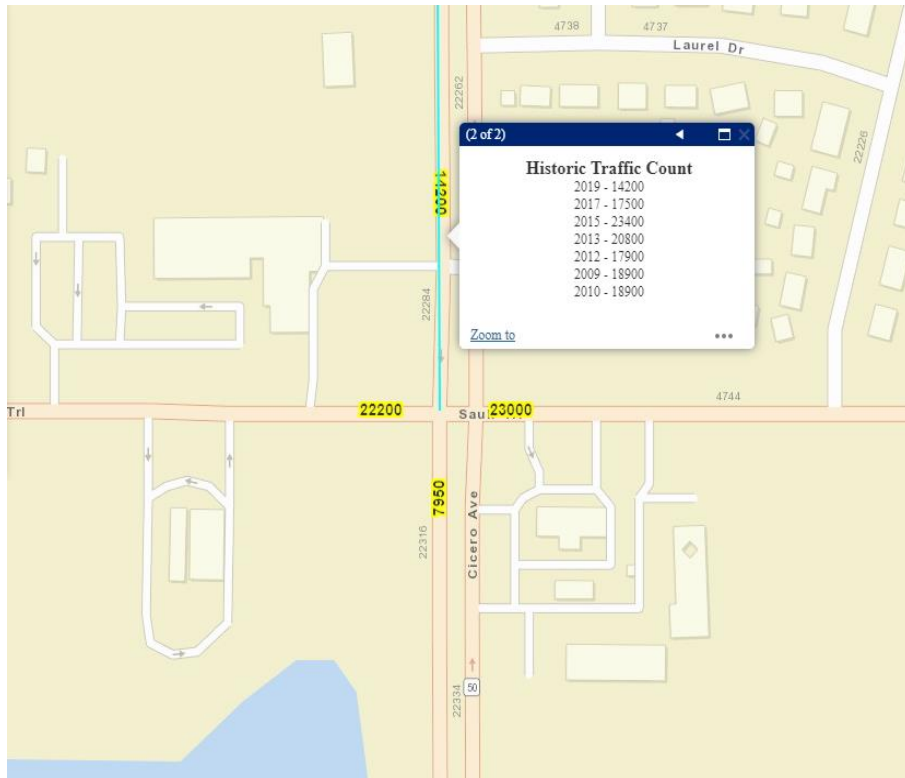 4738
4737
Laurel Dr
22262
22226
(2 of 2)
Historic Traffic Count
2019 - 14200
2017 - 17500
2015 - 23400
2013 - 20800
2012 - 17900
2009 - 18900
2010 - 18900
Zoom to
14200
22284
4744
Trl
22200
23000
7950
22316
Cicero Ave
50
22334